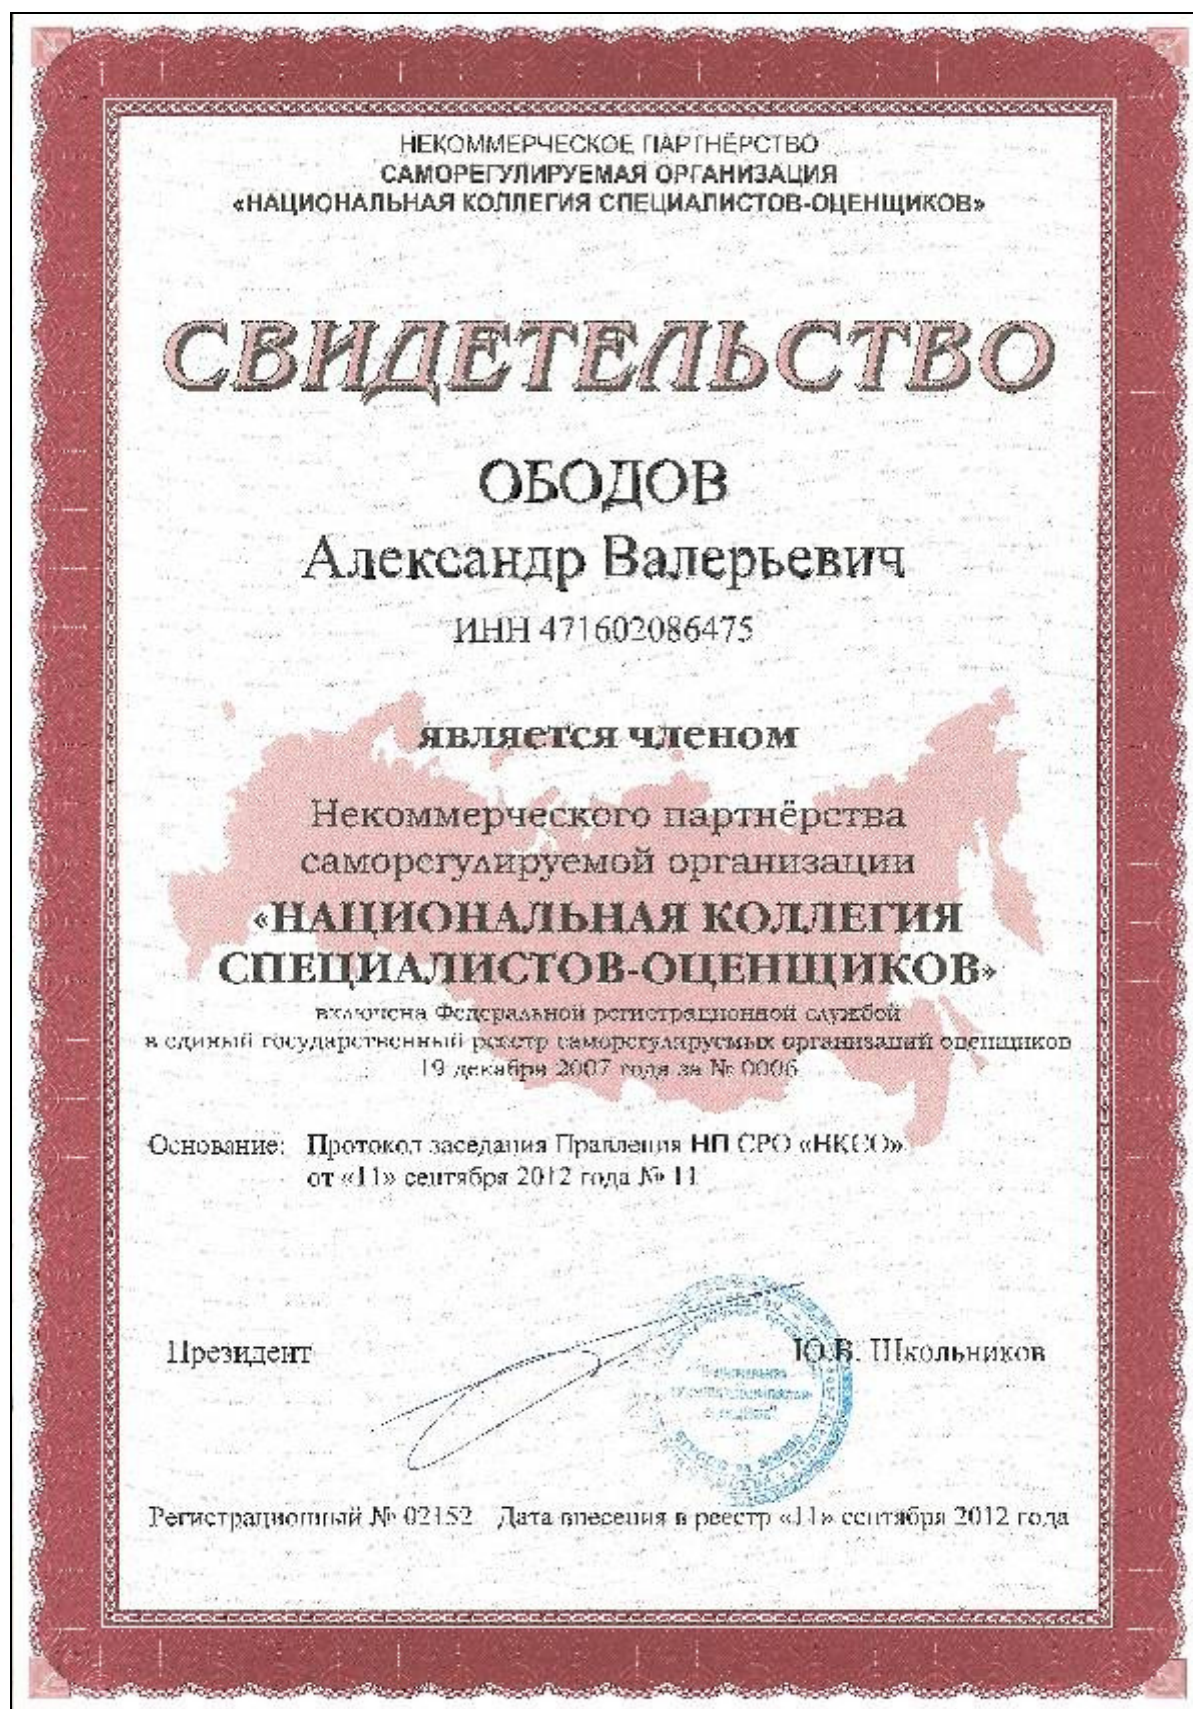 НЕКОММЕРЧЕСКОЕ ПАРТНЁРСТВО
САМОРЕГУЛИРУЕМАЯ ОРГАНИЗАЦИЯ
«НАЦИОНАЛЬНАЯ КОЛЛЕГИЯ СПЕЦИАЛИСТОВ-ОЦЕНЩИКОВ»
СВИДЕТЕЛЬСТВО
ОБОДОВ
Александр Валерьевич
ИНН 471602086475
является членом
Некоммерческого партнёрства
саморегулируемой организации
«НАЦИОНАЛЬНАЯ КОЛЛЕГИЯ
СПЕЦИАЛИСТОВ-ОЦЕНЩИКОВ»
включена Федеральной регистрационной службой
в единый государственный реестр саморегулируемых организаций оценщиков
19 декабря 2007 года за № 0006
Основание: Протокол заседания Правления НП СРО «НКСО»
от «11» сентября 2012 года № 11
Президент Ю.В. Школьников
Регистрационный № 02152 Дата внесения в реестр «11» сентября 2012 года